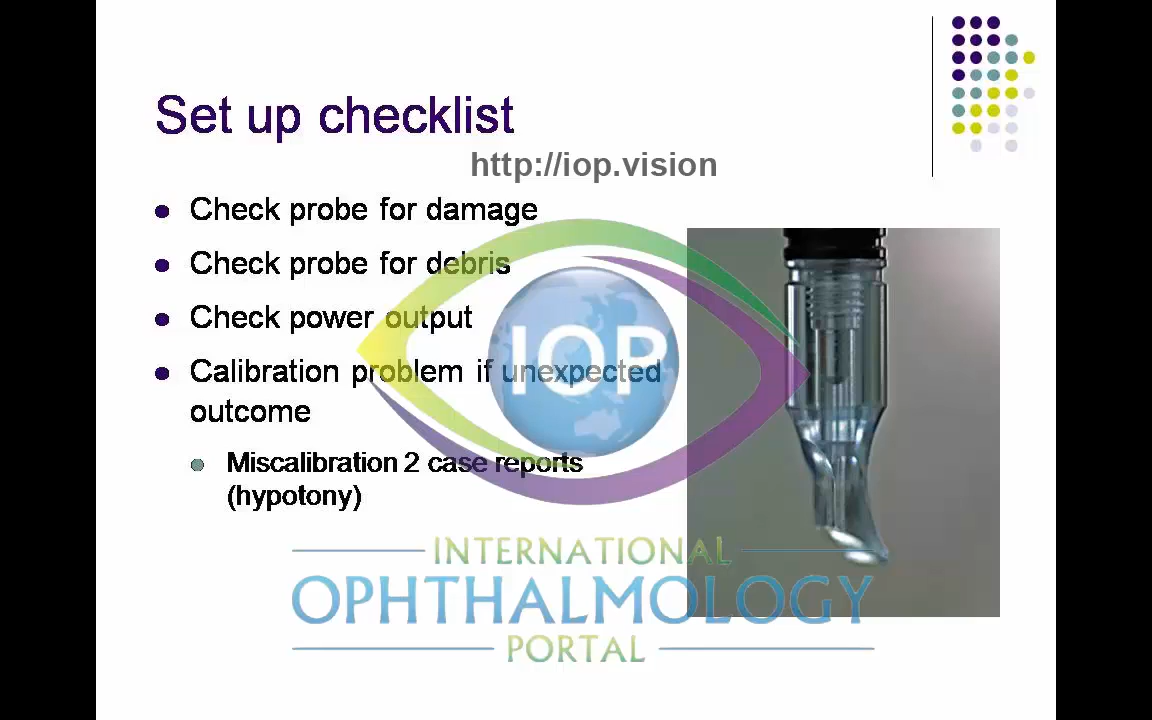 Set up checklist
http://iop.vision
Check probe for damage
Check probe for debris
Check power output
Calibration problem if unexpected
outcome
Miscalibration 2 case reports
(hypotony)
IOP
INTERNATIONAL
OPHTHALMOLOGY
PORTAL